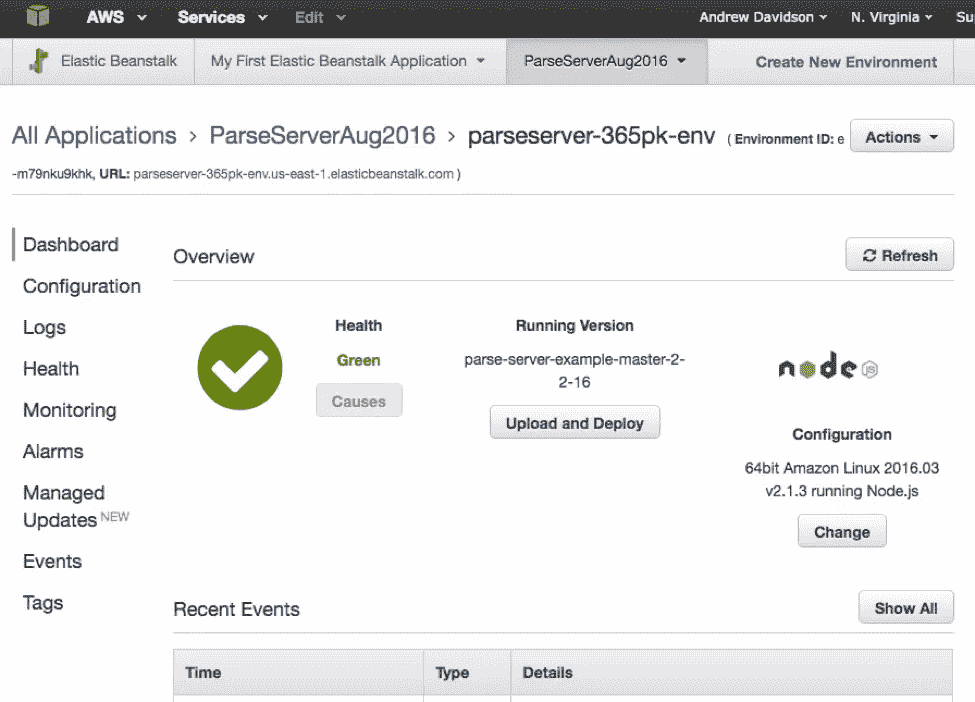 AWS Services Edit Andrew Davidson N. Virginia Su
Elastic Beanstalk My First Elastic Beanstalk Application ParseServerAug2016 Create New Environment
All Applications › ParseServerAug2016 › parseserver-365pk-env ( Environment ID: e Actions
-m79nku9khk, URL: parseserver-365pk-env.us-east-1.elasticbeanstalk.com )
Dashboard
Configuration
Logs
Health
Monitoring
Alarms
Managed
Updates NEW
Events
Tags
Overview
Refresh
Health
Green
Causes
Running Version
parse-server-example-master-2-
2-16
Upload and Deploy
node JS
Configuration
64bit Amazon Linux 2016.03
v2.1.3 running Node.js
Change
Recent Events
Show All
Time Type Details